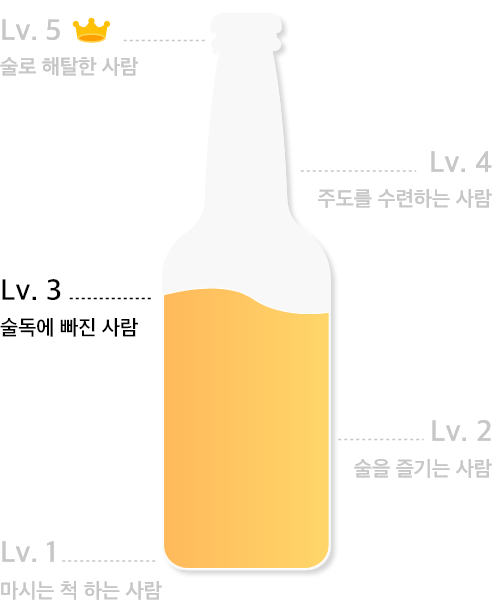 Lv. 5
술로 해탈한 사람
Lv. 4
주도를 수련하는 사람
Lv. 3
술독에 빠진 사람
Lv. 2
술을 즐기는 사람
Lv. 1
마시는 척 하는 사람